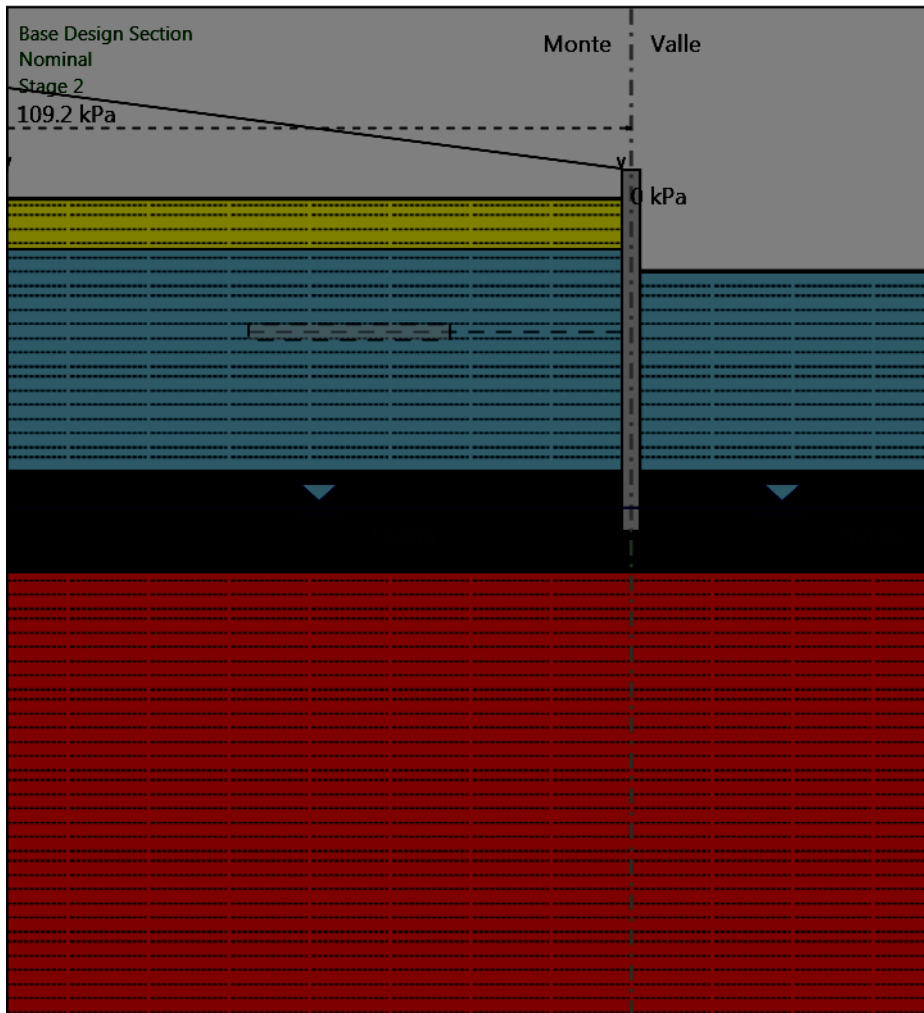 Base Design Section
Nominal
Stage 2
109.2 kPa
Monte
Valle
0 kPa